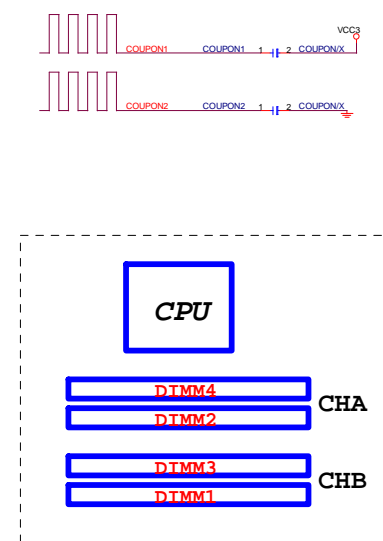 VCC3
COUPON1 COUPON1 1 2 COUPON/X
COUPON2 COUPON2 1 2 COUPON/X
CPU
DIMM4
CHA
DIMM2
DIMM3
CHB
DIMM1